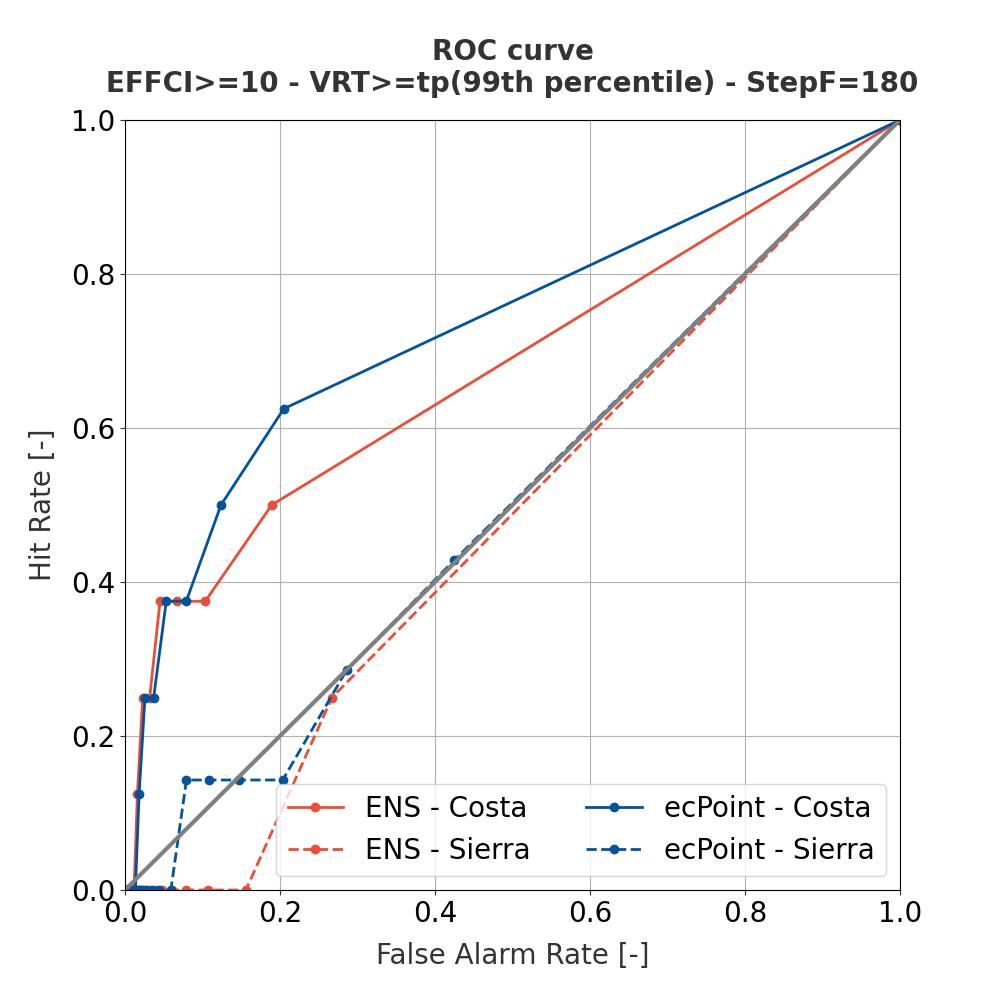 ROC curve
EFFCI>=10 - VRT>=tp(99th percentile) - StepF=180
1.0
0.8
0.6
0.4
0.2
0.0
Hit Rate [-]
ENS - Costa
ENS - Sierra
ecPoint - Costa
ecPoint - Sierra
0.0 0.2 0.4 0.6 0.8 1.0
False Alarm Rate [-]